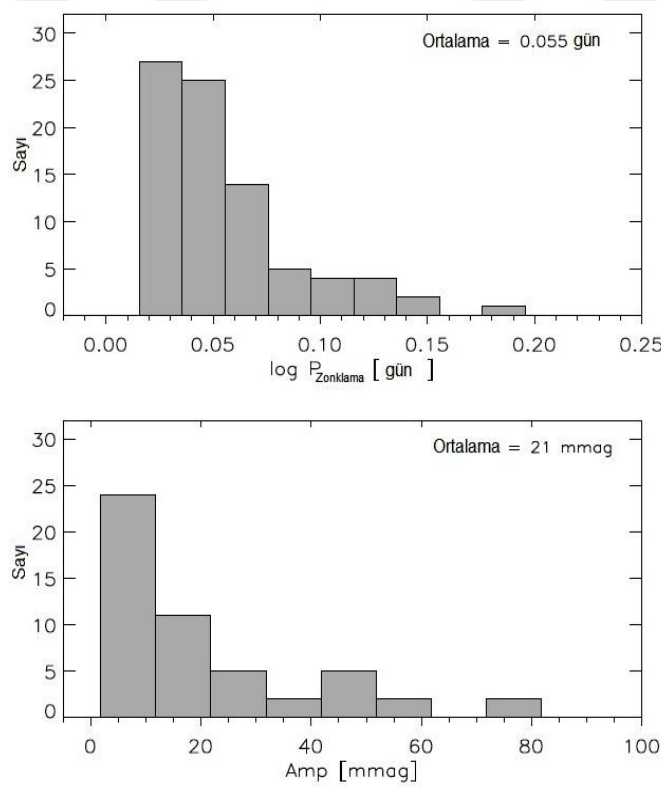 30
Ortalama = 0.055 gün
25
20
Sayı
15
10
5
0
0.00 0.05 0.10 0.15 0.20 0.25
log P Zonklama [ gün ]
30
Ortalama = 21 mmag
25
20
Sayı
15
10
5
0
0 20 40 60 80 100
Amp [mmag]